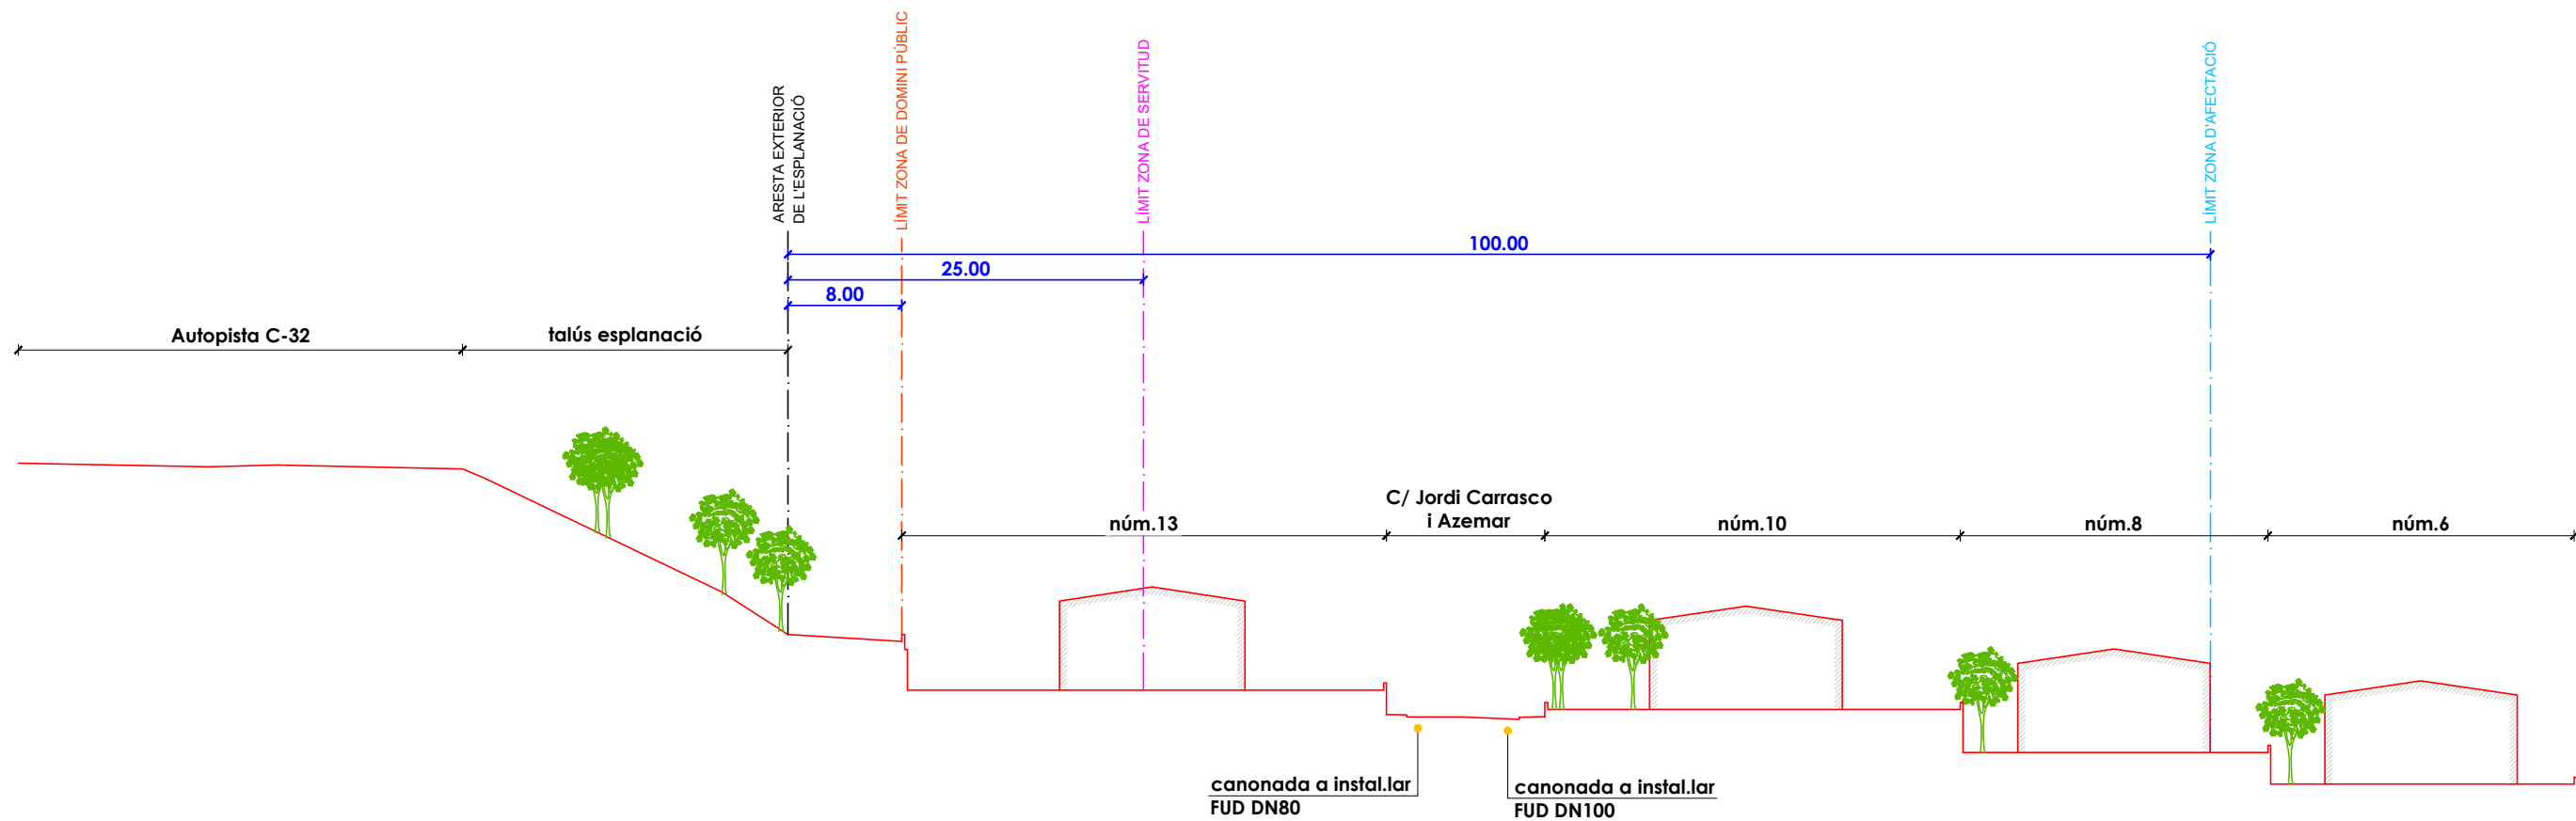 ARESTA EXTERIOR
DE L'ESPLANACIÓ
LÍMIT ZONA DE DOMINI PÚBLIC
LÍMIT ZONA DE SERVITUD
LÍMIT ZONA D'AFECTACIÓ
100.00
25.00
8.00
Autopista C-32
talús esplanació
núm.13
C/ Jordi Carrasco
i Azemar
núm.10
núm.8
núm.6
canonada a instal.lar
FUD DN80
canonada a instal.lar
FUD DN100